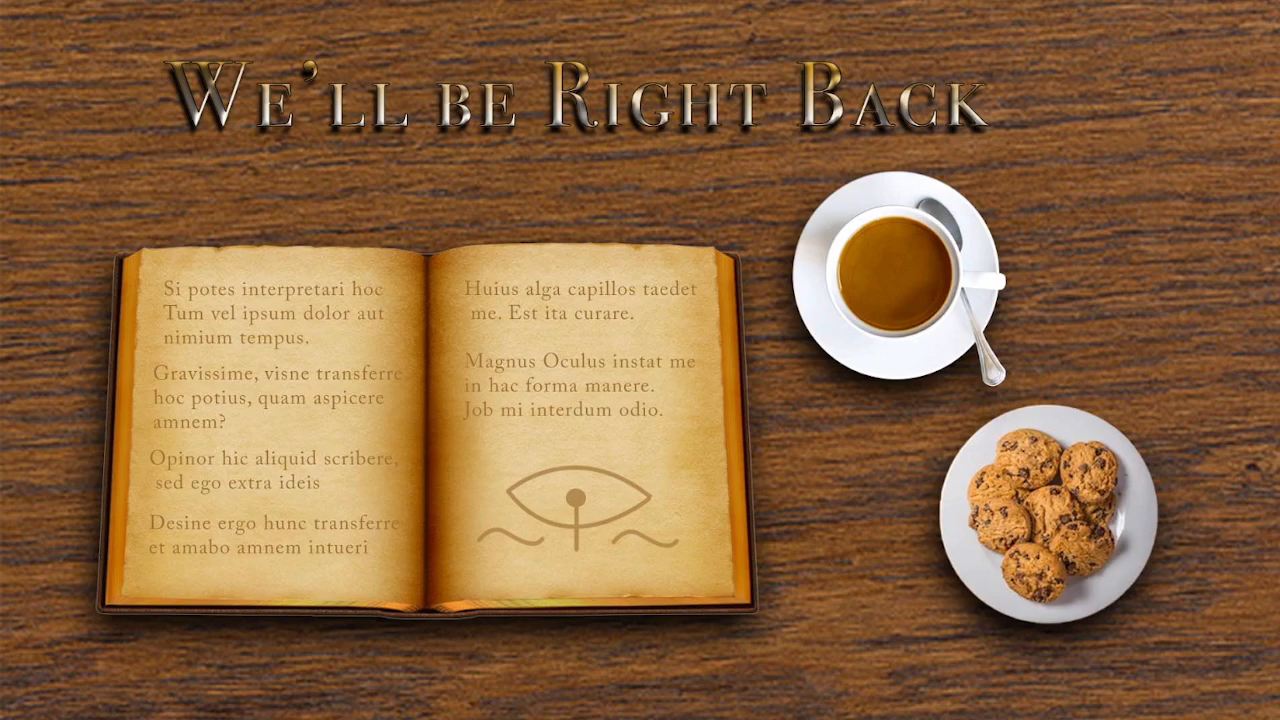 We'll be Right Back
Si potes interpretari hoc
Tum vel ipsum dolor aut
nimium tempus.
Gravissime, visne transferre
hoc potius, quam aspicere
amnem?
Opinor hic aliquid scribere,
sed ego extra ideis
Desine ergo hunc transferre
et amabo amnem intueri
Huius alga capillos taedet
me. Est ita curare.
Magnus Oculus instat me
in hac forma manere.
Job mi interdum odio.